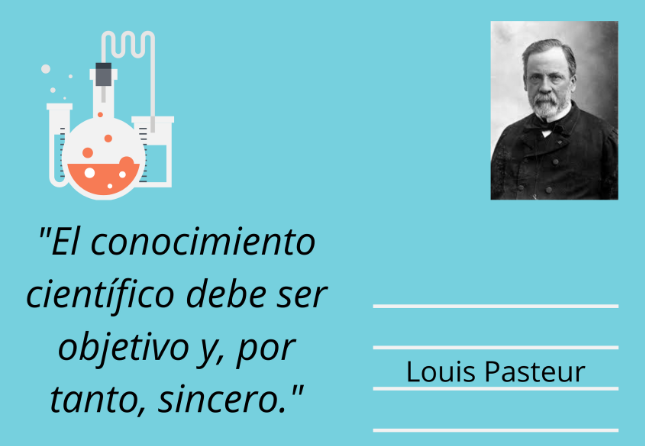 "El conocimiento
científico debe ser
objetivo y, por
tanto, sincero."
Louis Pasteur